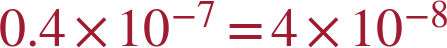 0.4 × 10⁻⁷ = 4 × 10⁻⁸